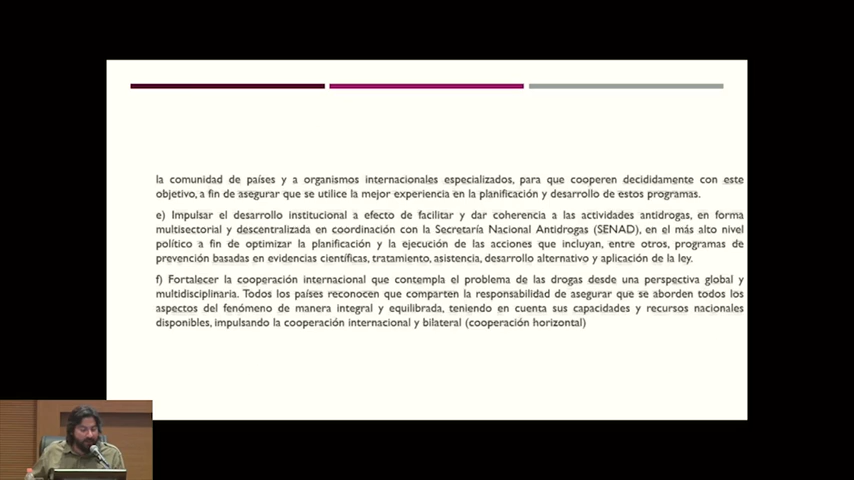 la comunidad de países y a organismos internacionales especializados, para que cooperen decididamente con este
objetivo, a fin de asegurar que se utilice la mejor experiencia en la planificación y desarrollo de estos programas.
e) Impulsar el desarrollo institucional a efecto de facilitar y dar coherencia a las actividades antidrogas, en forma
multisectorial y descentralizada en coordinación con la Secretaría Nacional Antidrogas (SENAD), en el más alto nivel
político a fin de optimizar la planificación y la ejecución de las acciones que incluyan, entre otros, programas de
prevención basadas en evidencias científicas, tratamiento, asistencia, desarrollo alternativo y aplicación de la ley.
f) Fortalecer la cooperación internacional que contempla el problema de las drogas desde una perspectiva global y
multidisciplinaria. Todos los países reconocen que comparten la responsabilidad de asegurar que se aborden todos los
aspectos del fenómeno de manera integral y equilibrada, teniendo en cuenta sus capacidades y recursos nacionales
disponibles, impulsando la cooperación internacional y bilateral (cooperación horizontal)